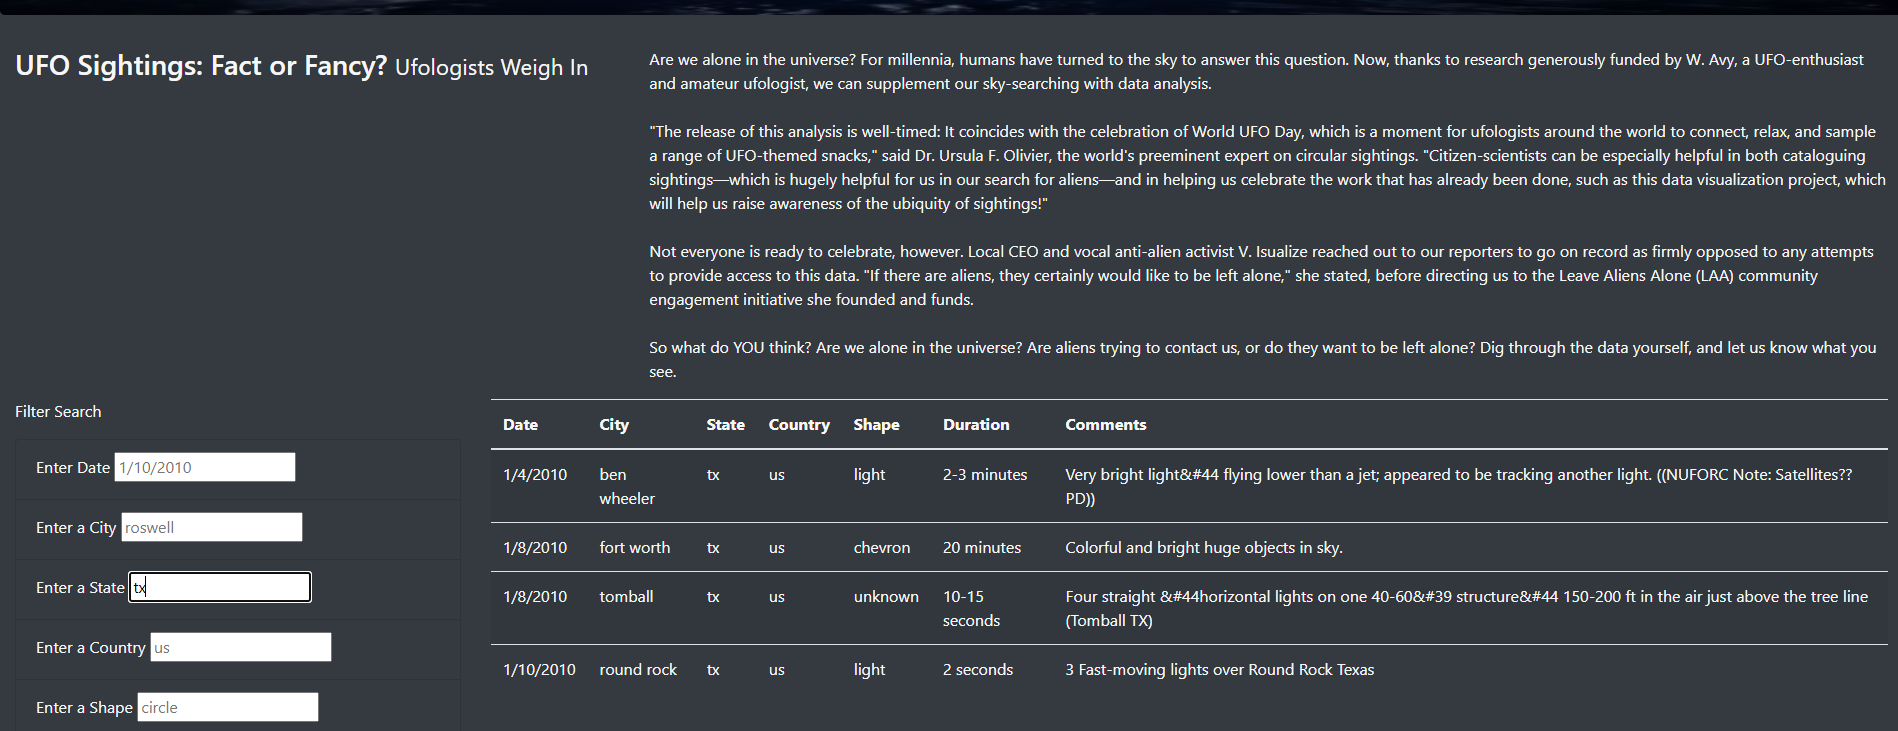 UFO Sightings: Fact or Fancy? Ufologists Weigh In
Are we alone in the universe? For millennia, humans have turned to the sky to answer this question. Now, thanks to research generously funded by W. Avy, a UFO-enthusiast
and amateur ufologist, we can supplement our sky-searching with data analysis.
"The release of this analysis is well-timed: It coincides with the celebration of World UFO Day, which is a moment for ufologists around the world to connect, relax, and sample
a range of UFO-themed snacks," said Dr. Ursula F. Olivier, the world's preeminent expert on circular sightings. "Citizen-scientists can be especially helpful in both cataloguing
sightings—which is hugely helpful for us in our search for aliens—and in helping us celebrate the work that has already been done, such as this data visualization project, which
will help us raise awareness of the ubiquity of sightings!"
Not everyone is ready to celebrate, however. Local CEO and vocal anti-alien activist V. Isualize reached out to our reporters to go on record as firmly opposed to any attempts
to provide access to this data. "If there are aliens, they certainly would like to be left alone," she stated, before directing us to the Leave Aliens Alone (LAA) community
engagement initiative she founded and funds.
So what do YOU think? Are we alone in the universe? Are aliens trying to contact us, or do they want to be left alone? Dig through the data yourself, and let us know what you
see.
Filter Search
Enter Date 1/10/2010
Enter a City roswell
Enter a State tx
Enter a Country us
Enter a Shape circle
Date City State Country Shape Duration Comments
1/4/2010 ben tx us light 2-3 minutes Very bright light&#44 flying lower than a jet; appeared to be tracking another light. ((NUFORC Note: Satellites??
wheeler PD))
1/8/2010 fort worth tx us chevron 20 minutes Colorful and bright huge objects in sky.
1/8/2010 tomball tx us unknown 10-15 Four straight &#44horizontal lights on one 40-60&#39 structure&#44 150-200 ft in the air just above the tree line
seconds (Tomball TX)
1/10/2010 round rock tx us light 2 seconds 3 Fast-moving lights over Round Rock Texas